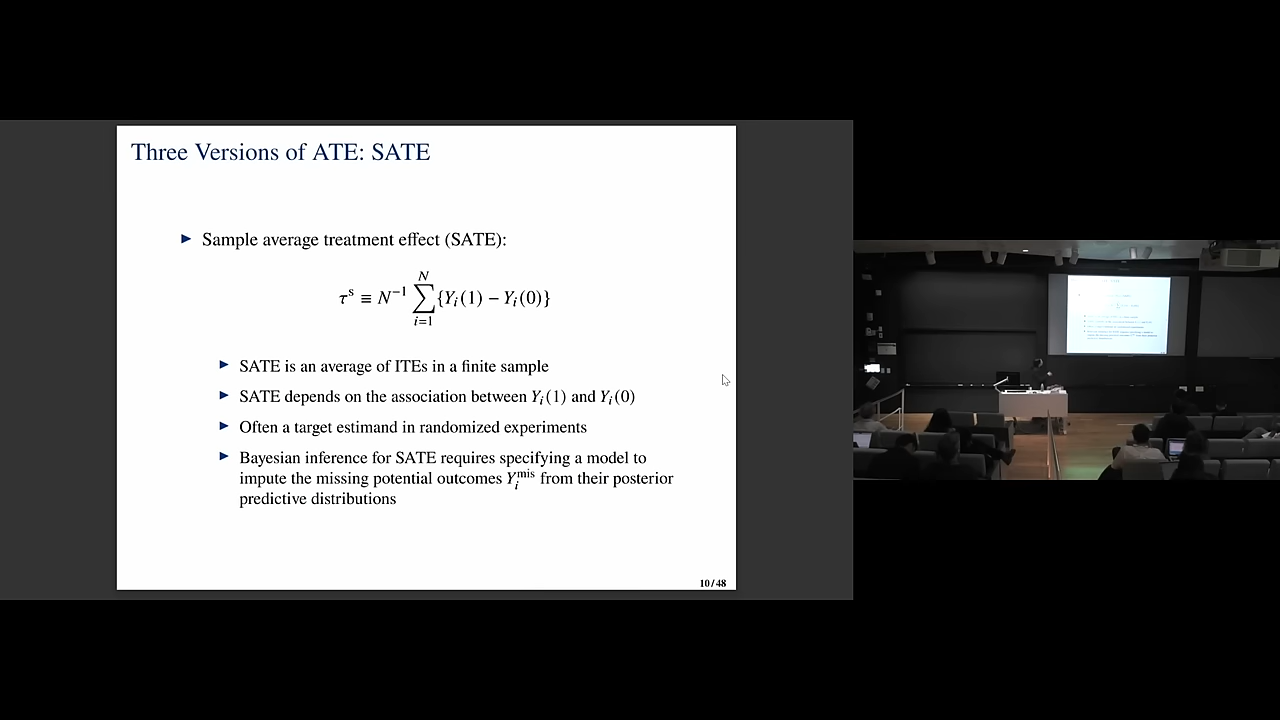 Three Versions of ATE: SATE
► Sample average treatment effect (SATE):
τ^s ≡ N^{-1} ∑_{i=1}^{N} {Y_i(1) − Y_i(0)}
► SATE is an average of ITEs in a finite sample
► SATE depends on the association between Y_i(1) and Y_i(0)
► Often a target estimand in randomized experiments
► Bayesian inference for SATE requires specifying a model to
impute the missing potential outcomes Y_i^{mis} from their posterior
predictive distributions
10 / 48